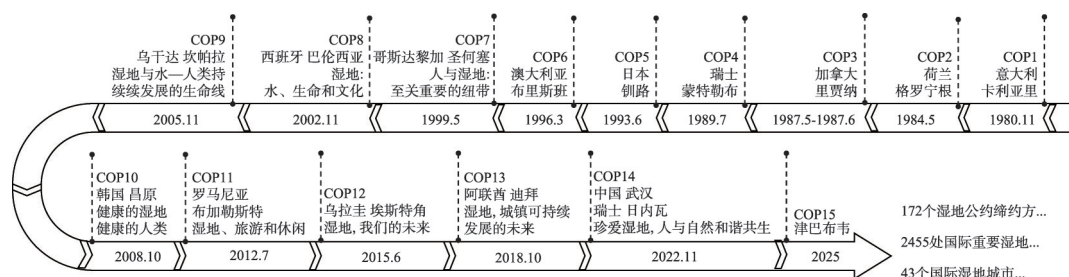 COP9
乌干达 坎帕拉
湿地与水—人类持
续续发展的生命线
2005.11
COP8
西班牙 巴伦西亚
湿地:
水、生命和文化
2002.11
COP7
哥斯达黎加 圣何塞
人与湿地:
至关重要的纽带
1999.5
COP6
澳大利亚
布里斯班
1996.3
COP5
日本
钏路
1993.6
COP4
瑞士
蒙特勒布
1989.7
COP3
加拿大
里贾纳
1987.5-1987.6
COP2
荷兰
格罗宁根
1984.5
COP1
意大利
卡利亚里
1980.11
COP10
韩国 昌原
健康的湿地
健康的人类
2008.10
COP11
罗马尼亚
布加勒斯特
湿地、旅游和休闲
2012.7
COP12
乌拉圭 埃斯特角
湿地, 我们的未来
2015.6
COP13
阿联酋 迪拜
湿地, 城镇可持续
发展的未来
2018.10
COP14
中国 武汉
瑞士 日内瓦
珍爱湿地, 人与自然和谐共生
2022.11
COP15
津巴布韦
2025
172个湿地公约缔约方...
2455处国际重要湿地...
43个国际湿地城市...